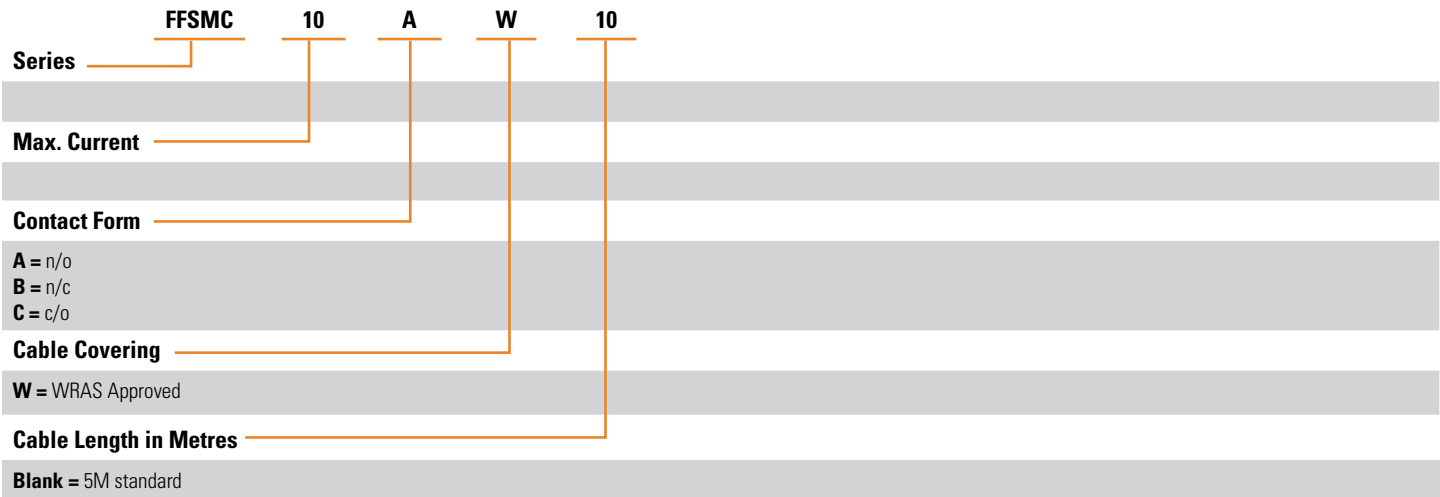 FFSMC 10 A W 10
Series
Max. Current
Contact Form
A = n/o
B = n/c
C = c/o
Cable Covering
W = WRAS Approved
Cable Length in Metres
Blank = 5M standard